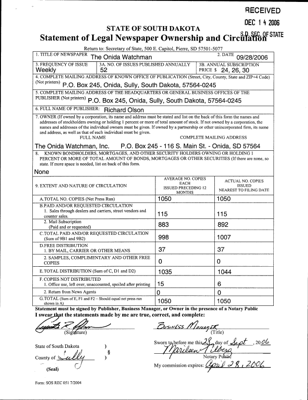 RECEIVED
DEC 14 2006
S.D. SEC. OF STATE
STATE OF SOUTH DAKOTA
Statement of Legal Newspaper Ownership and Circulation
Return to: Secretary of State, 500 E. Capitol, Pierre, SD 57501-5077
1. TITLE OF NEWSPAPER The Onida Watchman
2. DATE 09/28/2006
3. FREQUENCY OF ISSUE Weekly
3A. NO. OF ISSUES PUBLISHED ANNUALLY 52
3B. ANNUAL SUBSCRIPTION PRICE $ 24, 26, 30
4. COMPLETE MAILING ADDRESS OF KNOWN OFFICE OF PUBLICATION (Street, City, County, State and ZIP+4 Code) (Not printers)
P.O. Box 245, Onida, Sully, South Dakota, 57564-0245
5. COMPLETE MAILING ADDRESS OF THE HEADQUARTERS OR GENERAL BUSINESS OFFICES OF THE PUBLISHER (Not printers)
P.O. Box 245, Onida, Sully, South Dakota, 57564-0245
6. FULL NAME OF PUBLISHER: Richard Olson
7. OWNER (If owned by a corporation, its name and address must be stated and list on the back of this form the names and addresses of stockholders owning or holding 1 percent or more of total amount of stock. If not owned by a corporation, the names and addresses of the individual owners must be given. If owned by a partnership or other unincorporated firm, its name and address, as well as that of each individual must be given.
FULL NAME COMPLETE MAILING ADDRESS
The Onida Watchman, Inc. P.O. Box 245 - 116 S. Main St. - Onida, SD 57564
8. KNOWN BONDHOLDERS, MORTGAGES, AND OTHER SECURITY HOLDERS OWNING OR HOLDING 1 PERCENT OR MORE OF TOTAL AMOUNT OF BONDS, MORTGAGES OR OTHER SECURITIES (If there are none, so state. If more space is needed, list on back of this form.
None
9. EXTENT AND NATURE OF CIRCULATION
AVERAGE NO. COPIES EACH ISSUED PRECEDING 12 MONTHS
ACTUAL NO. COPIES ISSUED NEAREST TO FILING DATE
A. TOTAL NO. COPIES (Net Press Run) 1050 1050
B. PAID AND/OR REQUESTED CIRCULATION
1. Sales through dealers and carriers, street vendors and counter sales 115 115
2. Mail Subscription (Paid and or requested) 883 892
C. TOTAL PAID AND/OR REQUESTED CIRCULATION (Sum of 9B1 and 9B2) 998 1007
D. FREE DISTRIBUTION
1. BY MAIL, CARRIER OR OTHER MEANS 37 37
2. SAMPLES, COMPLIMENTARY AND OTHER FREE COPIES 0 0
E. TOTAL DISTRIBUTION (Sum of C, D1 and D2) 1035 1044
F. COPIES NOT DISTRIBUTED
1. Office use, left over, unaccounted, spoiled after printing 15 6
2. Return from News Agents 0 0
G. TOTAL (Sum of E, F1 and F2 - Should equal net press run shown in A) 1050 1050
Statement must be signed by Publisher, Business Manager, or Owner in the presence of a Notary Public
I swear that the statements made by me are true, correct, and complete:
(Signature)
Business Manager (Title)
State of South Dakota )
County of Sully ) §
(Seal)
Sworn to before me this 28 day of Sept 2006
Notary Public
My commission expires: April 28, 2006
Form: SOS REC 051 7/2004